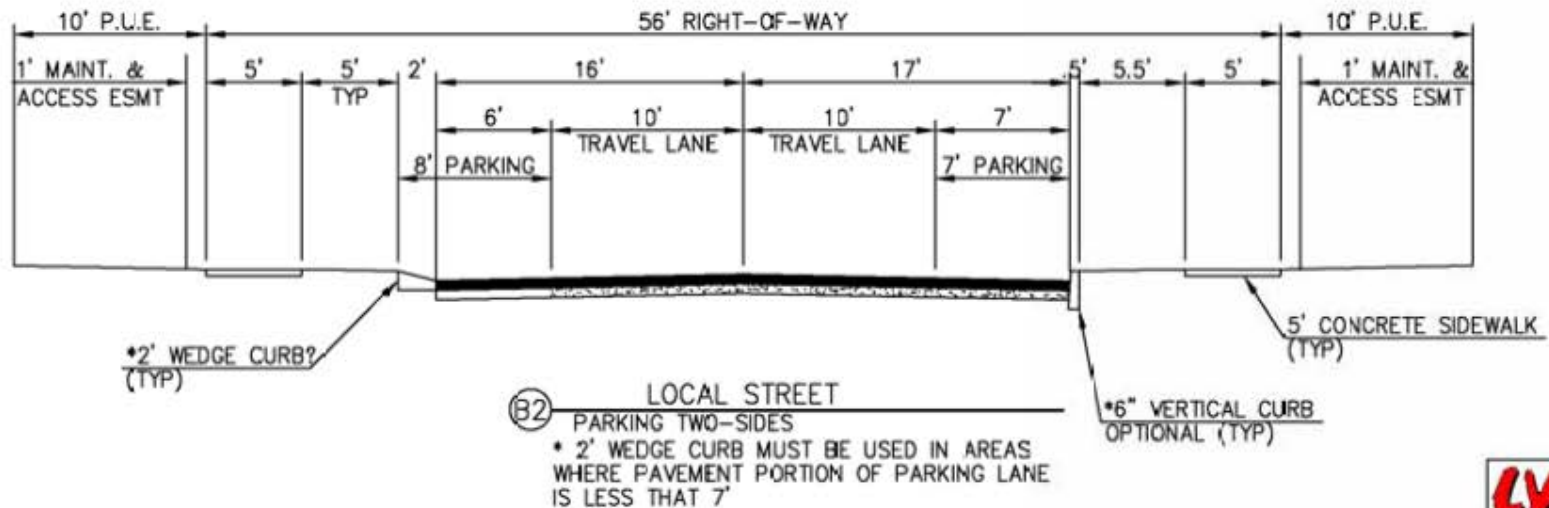 10' P.U.E.
56' RIGHT-OF-WAY
10' P.U.E.
1' MAINT. &
ACCESS ESMT
5'
5'
TYP
2'
16'
17'
.5'
5.5'
5'
1' MAINT. &
ACCESS ESMT
6'
10'
TRAVEL LANE
10'
TRAVEL LANE
7'
8' PARKING
7' PARKING
*2' WEDGE CURB?
(TYP)
5' CONCRETE SIDEWALK
(TYP)
*6" VERTICAL CURB
OPTIONAL (TYP)
B2
LOCAL STREET
PARKING TWO-SIDES
* 2' WEDGE CURB MUST BE USED IN AREAS
WHERE PAVEMENT PORTION OF PARKING LANE
IS LESS THAT 7'